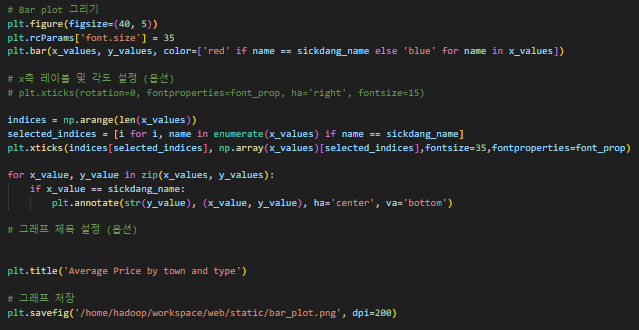 # Bar plot 그리기
plt.figure(figsize=(40, 5))
plt.rcParams['font.size'] = 35
plt.bar(x_values, y_values, color=['red' if name == sickdang_name else 'blue' for name in x_values])
# x축 레이블 및 각도 설정 (옵션)
# plt.xticks(rotation=0, fontproperties=font_prop, ha='right', fontsize=15)
indices = np.arange(len(x_values))
selected_indices = [i for i, name in enumerate(x_values) if name == sickdang_name]
plt.xticks(indices[selected_indices], np.array(x_values)[selected_indices],fontsize=35,fontproperties=font_prop)
for x_value, y_value in zip(x_values, y_values):
if x_value == sickdang_name:
plt.annotate(str(y_value), (x_value, y_value), ha='center', va='bottom')
# 그래프 제목 설정 (옵션)
plt.title('Average Price by town and type')
# 그래프 저장
plt.savefig('/home/hadoop/workspace/web/static/bar_plot.png', dpi=200)